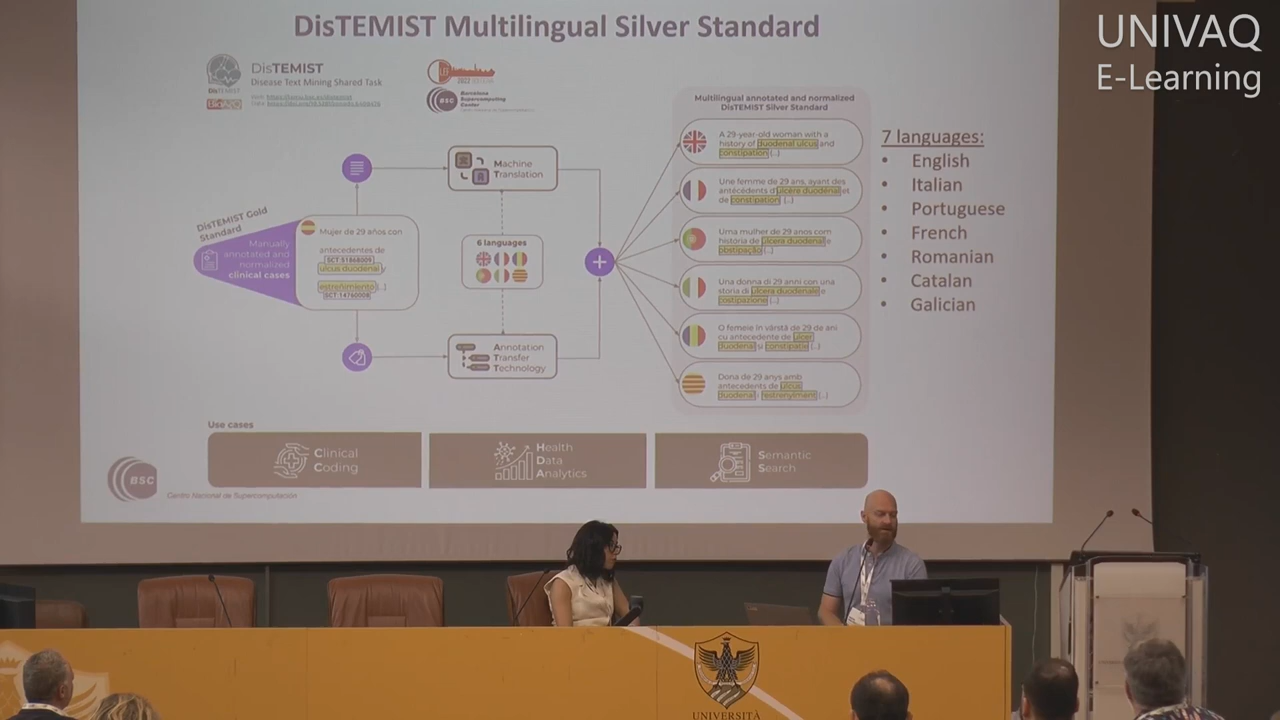 DisTEMIST Multilingual Silver Standard
UNIVAQ
E-Learning
DisTEMIST
Disease Text Mining Shared Task
DisTEMIST
Barcelona
Supercomputing
Center
BSC
Multilingual annotated and normalized
DisTEMIST Silver Standard
DisTEMIST Gold
Standard
Manually
annotated and
normalized
clinical cases
Mujer de 29 años con
antecedentes de
SCT:51868009
ulcus duodenal y
estreñimiento (...)
SCT:14760008
Machine
Translation
6 languages
Annotation
Transfer
Technology
A 29-year-old woman with a
history of duodenal ulcus and
constipation (...)
Une femme de 29 ans, ayant des
antécédents d'ulcère duodénal et
de constipation (...)
Uma mulher de 29 anos com
história de úlcera duodenal e
obstipação (...)
Una donna di 29 anni con una
storia di ulcera duodenale e
costipazione (...)
O femeie în vârstă de 29 de ani
cu antecedente de ulcer
duodenal și constipație (...)
Dona de 29 anys amb
antecedents de ulcus
duodenal i restrenyiment (...)
7 languages:
• English
• Italian
• Portuguese
• French
• Romanian
• Catalan
• Galician
Use cases
Clinical
Coding
Health
Data
Analytics
Semantic
Search
BSC
Centro Nacional de Supercomputación
UNIVERSITÀ